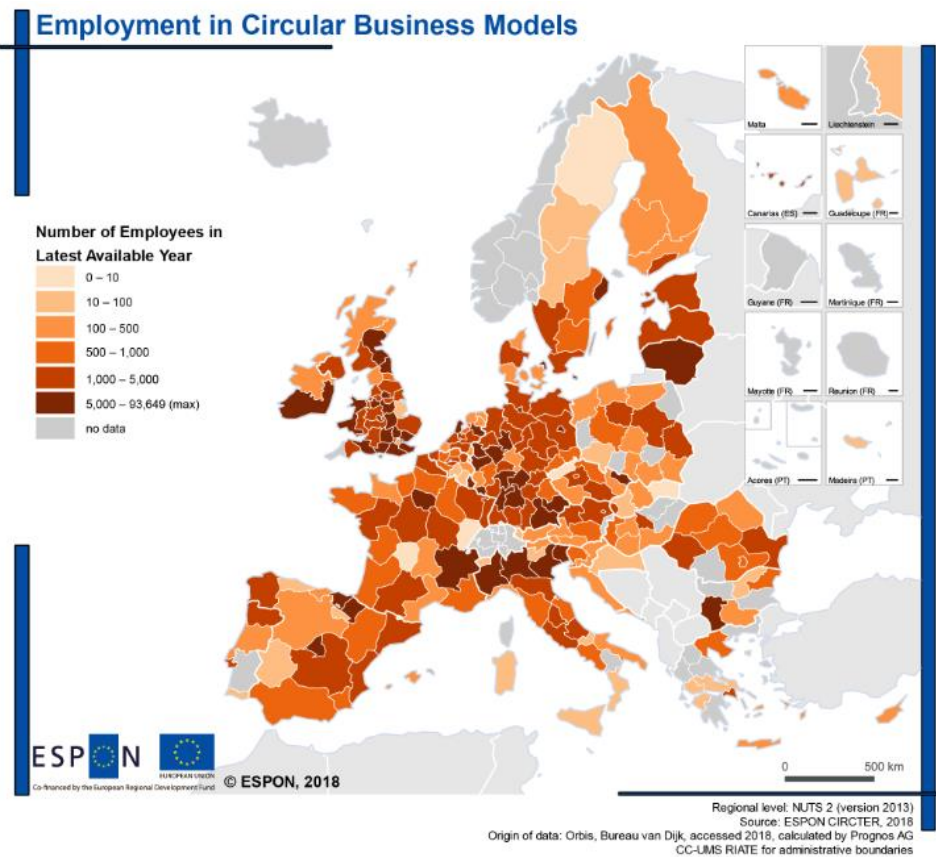 Employment in Circular Business Models
Number of Employees in
Latest Available Year
0 – 10
10 – 100
100 – 500
500 – 1,000
1,000 – 5,000
5,000 – 93,649 (max)
no data
Malta
Liechtenstein
Canarias (ES)
Guadeloupe (FR)
Guyane (FR)
Martinique (FR)
Mayotte (FR)
Reunion (FR)
Acores (PT)
Madeira (PT)
ESPON
EUROPEAN UNION
Co-financed by the European Regional Development Fund
© ESPON, 2018
0 500 km
Regional level: NUTS 2 (version 2013)
Source: ESPON CIRCTER, 2018
Origin of data: Orbis, Bureau van Dijk, accessed 2018, calculated by Prognos AG
CC-UMS RIATE for administrative boundaries